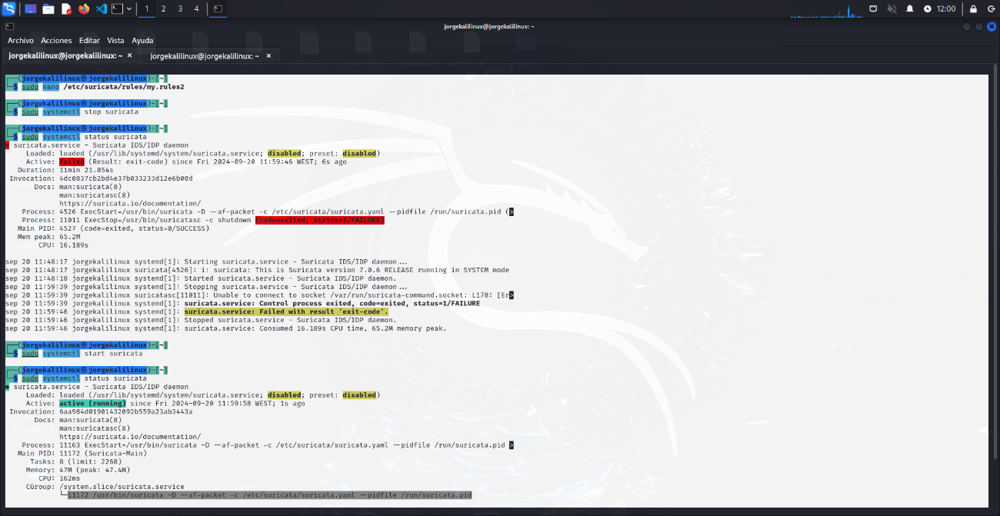 1 2 3 4
12:00
jorgekalilinux@jorgekalilinux: ~
Archivo Acciones Editar Vista Ayuda
jorgekalilinux@jorgekalilinux: ~ × jorgekalilinux@jorgekalilinux: ~ ×
┌──(jorgekalilinux㉿jorgekalilinux)-[~]
└─$ sudo nano /etc/suricata/rules/my.rules2
┌──(jorgekalilinux㉿jorgekalilinux)-[~]
└─$ sudo systemctl stop suricata
┌──(jorgekalilinux㉿jorgekalilinux)-[~]
└─$ sudo systemctl status suricata
× suricata.service - Suricata IDS/IDP daemon
Loaded: loaded (/usr/lib/systemd/system/suricata.service; disabled; preset: disabled)
Active: failed (Result: exit-code) since Fri 2024-09-20 11:59:46 WEST; 6s ago
Duration: 11min 21.054s
Invocation: 4dc0837cb2bd4e37b033233d12e6b00d
Docs: man:suricata(8)
man:suricatasc(8)
https://suricata.io/documentation/
Process: 4526 ExecStart=/usr/bin/suricata -D --af-packet -c /etc/suricata/suricata.yaml --pidfile /run/suricata.pid (>
Process: 11011 ExecStop=/usr/bin/suricatasc -c shutdown (code=exited, status=1/FAILURE)
Main PID: 4527 (code=exited, status=0/SUCCESS)
Mem peak: 65.2M
CPU: 16.189s
sep 20 11:48:17 jorgekalilinux systemd[1]: Starting suricata.service - Suricata IDS/IDP daemon...
sep 20 11:48:17 jorgekalilinux suricata[4526]: i: suricata: This is Suricata version 7.0.6 RELEASE running in SYSTEM mode
sep 20 11:48:18 jorgekalilinux systemd[1]: Started suricata.service - Suricata IDS/IDP daemon.
sep 20 11:59:39 jorgekalilinux systemd[1]: Stopping suricata.service - Suricata IDS/IDP daemon...
sep 20 11:59:39 jorgekalilinux suricatasc[11011]: Unable to connect to socket /var/run/suricata-command.socket: L178: [Er>
sep 20 11:59:39 jorgekalilinux systemd[1]: suricata.service: Control process exited, code=exited, status=1/FAILURE
sep 20 11:59:46 jorgekalilinux systemd[1]: suricata.service: Failed with result 'exit-code'.
sep 20 11:59:46 jorgekalilinux systemd[1]: Stopped suricata.service - Suricata IDS/IDP daemon.
sep 20 11:59:46 jorgekalilinux systemd[1]: suricata.service: Consumed 16.189s CPU time, 65.2M memory peak.
┌──(jorgekalilinux㉿jorgekalilinux)-[~]
└─$ sudo systemctl start suricata
┌──(jorgekalilinux㉿jorgekalilinux)-[~]
└─$ sudo systemctl status suricata
● suricata.service - Suricata IDS/IDP daemon
Loaded: loaded (/usr/lib/systemd/system/suricata.service; disabled; preset: disabled)
Active: active (running) since Fri 2024-09-20 11:59:58 WEST; 1s ago
Invocation: 6aa984d01901432092b559a23ab3443a
Docs: man:suricata(8)
man:suricatasc(8)
https://suricata.io/documentation/
Process: 11163 ExecStart=/usr/bin/suricata -D --af-packet -c /etc/suricata/suricata.yaml --pidfile /run/suricata.pid >
Main PID: 11172 (Suricata-Main)
Tasks: 8 (limit: 2268)
Memory: 47M (peak: 47.4M)
CPU: 162ms
CGroup: /system.slice/suricata.service
└─11172 /usr/bin/suricata -D --af-packet -c /etc/suricata/suricata.yaml --pidfile /run/suricata.pid